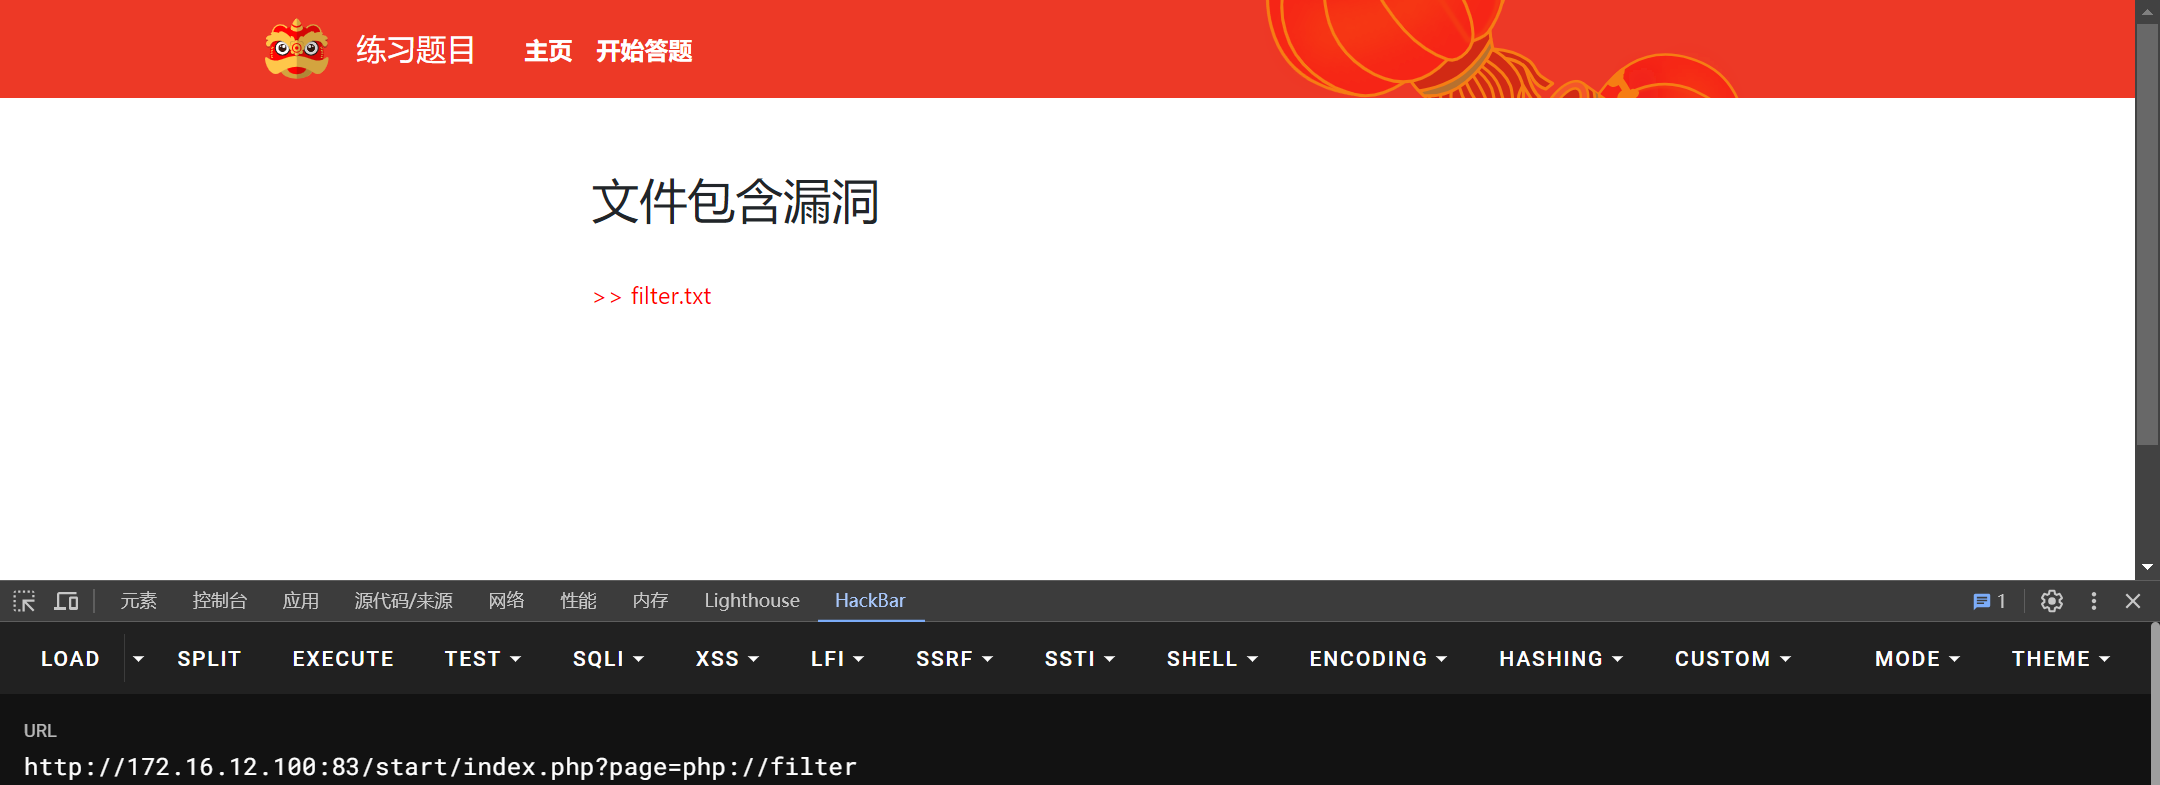 练习题目 主页 开始答题
文件包含漏洞
>> filter.txt
元素 控制台 应用 源代码/来源 网络 性能 内存 Lighthouse HackBar 1
LOAD SPLIT EXECUTE TEST SQLI XSS LFI SSRF SSTI SHELL ENCODING HASHING CUSTOM MODE THEME
URL
http://172.16.12.100:83/start/index.php?page=php://filter